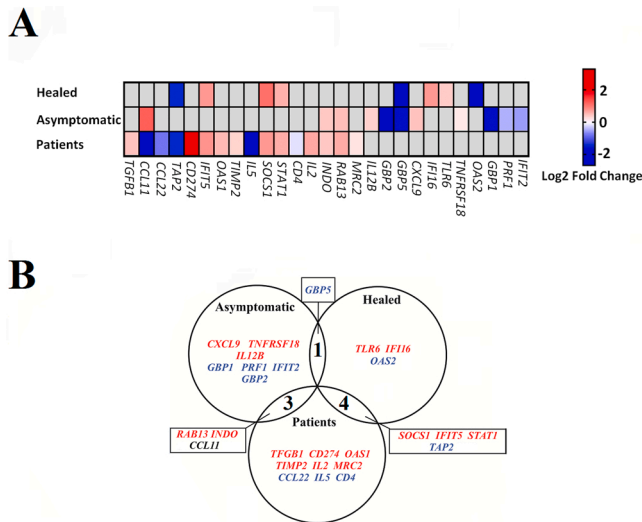 A
Healed
Asymptomatic
Patients
TGFB1
CCL11
CCL22
TAP2
CD274
IFIT5
OAS1
TIMP2
IL5
SOCS1
STAT1
CD4
IL2
INDO
RAB13
MRC2
IL12B
GBP2
GBP5
CXCL9
IFI16
TLR6
TNFRSF18
OAS2
GBP1
PRF1
IFIT2
2
0
-2
Log2 Fold Change
B
GBP5
Asymptomatic
Healed
CXCL9 TNFRSF18
IL12B
GBP1 PRF1 IFIT2
GBP2
1
TLR6 IFI16
OAS2
3
4
Patients
RAB13 INDO
CCL11
SOCS1 IFIT5 STAT1
TAP2
TFGB1 CD274 OAS1
TIMP2 IL2 MRC2
CCL22 IL5 CD4